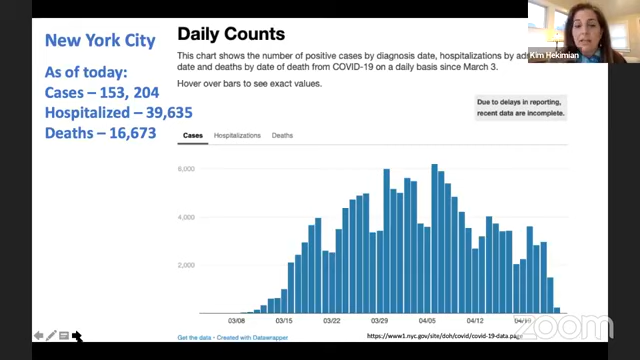 New York City
As of today:
Cases – 153, 204
Hospitalized – 39,635
Deaths – 16,673
Daily Counts
This chart shows the number of positive cases by diagnosis date, hospitalizations by ad
date and deaths by date of death from COVID-19 on a daily basis since March 3.
Hover over bars to see exact values.
Due to delays in reporting,
recent data are incomplete.
Cases Hospitalizations Deaths
6,000
4,000
2,000
03/08 03/15 03/22 03/29 04/05 04/12
Get the data • Created with Datawrapper
https://www1.nyc.gov/site/doh/covid/covid-19-data.page
Kim Hekimian
zoom